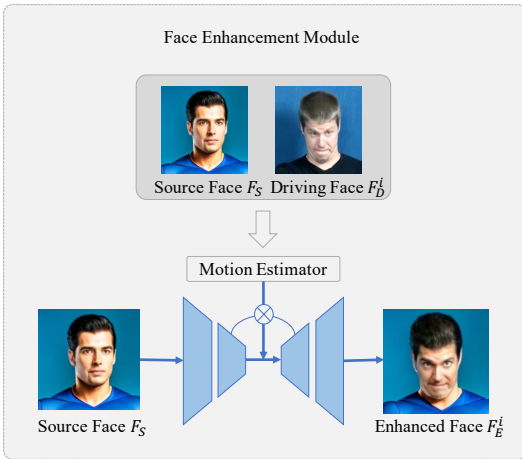 Face Enhancement Module
Source Face F_S Driving Face F_D^i
Motion Estimator
Source Face F_S Enhanced Face F_E^i